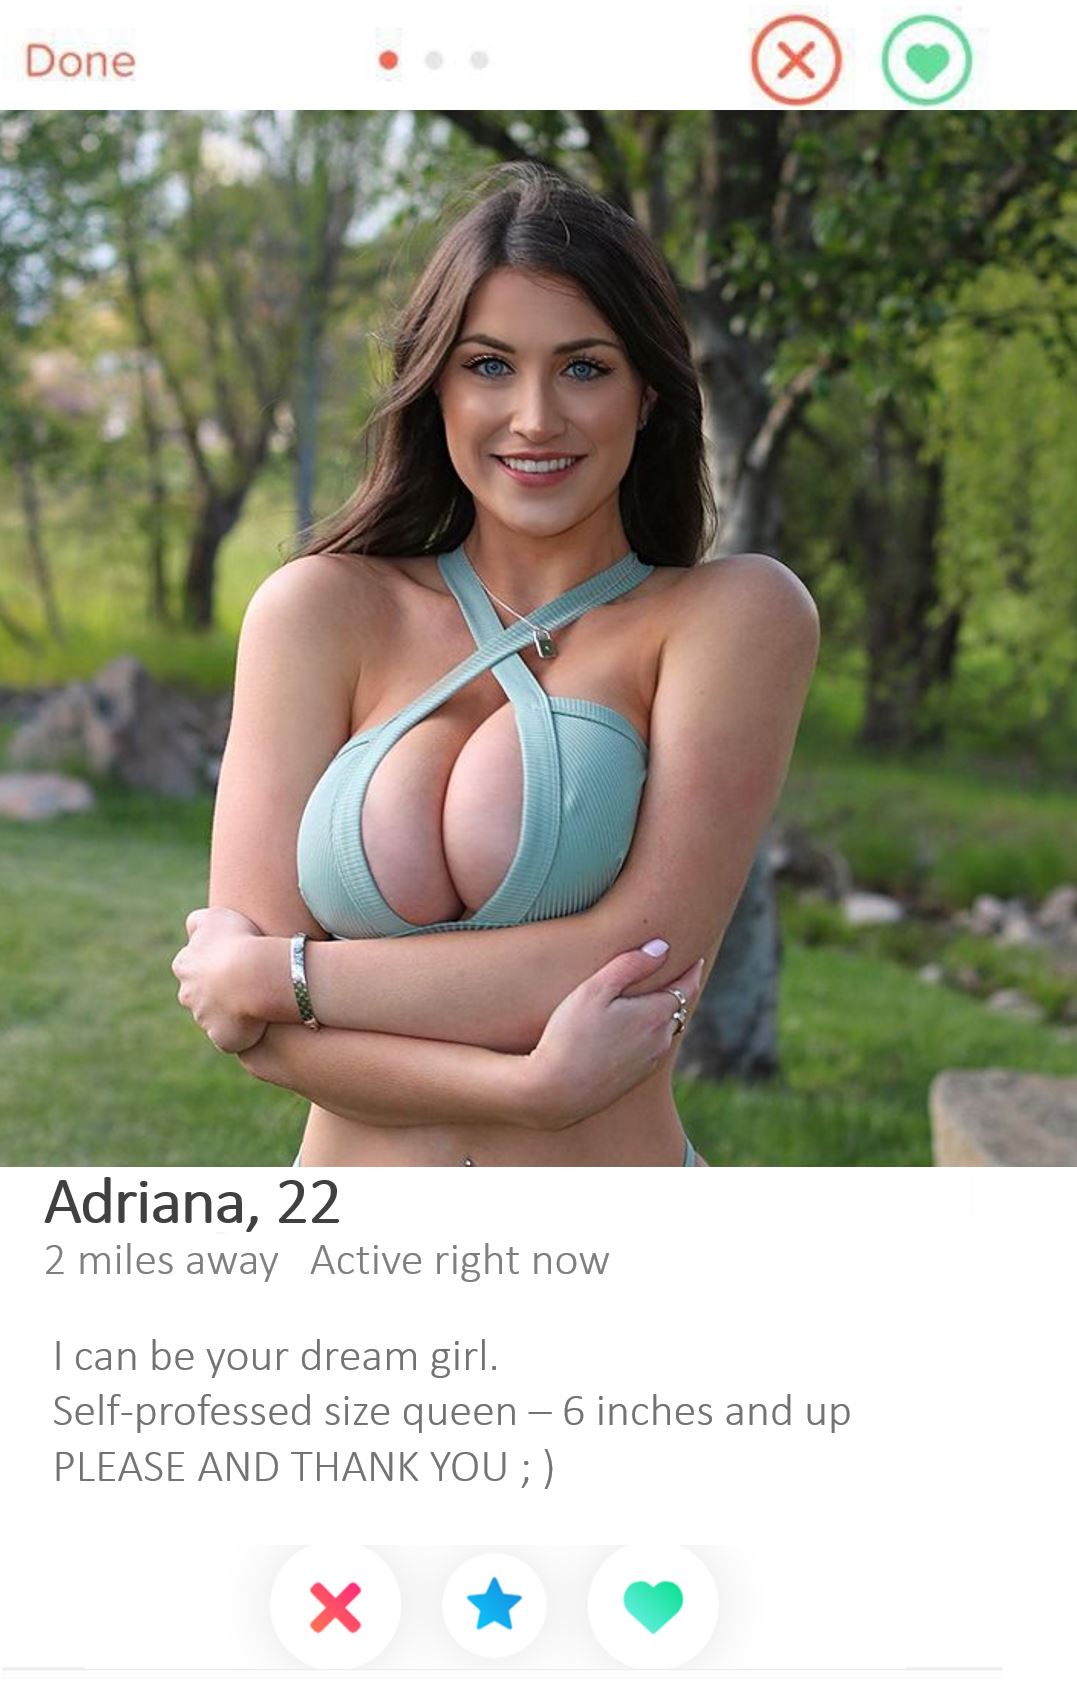 Done
Adriana, 22
2 miles away Active right now
I can be your dream girl.
Self-professed size queen – 6 inches and up
PLEASE AND THANK YOU ; )